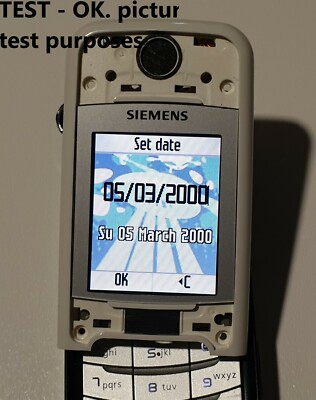 TEST - OK. pictur
test purposes
SIEMENS
Set date
05/03/2000
Su 05 March 2000
OK
◂C
ghi
5 jkl
7 pqrs
8 tuv
9 wxyz